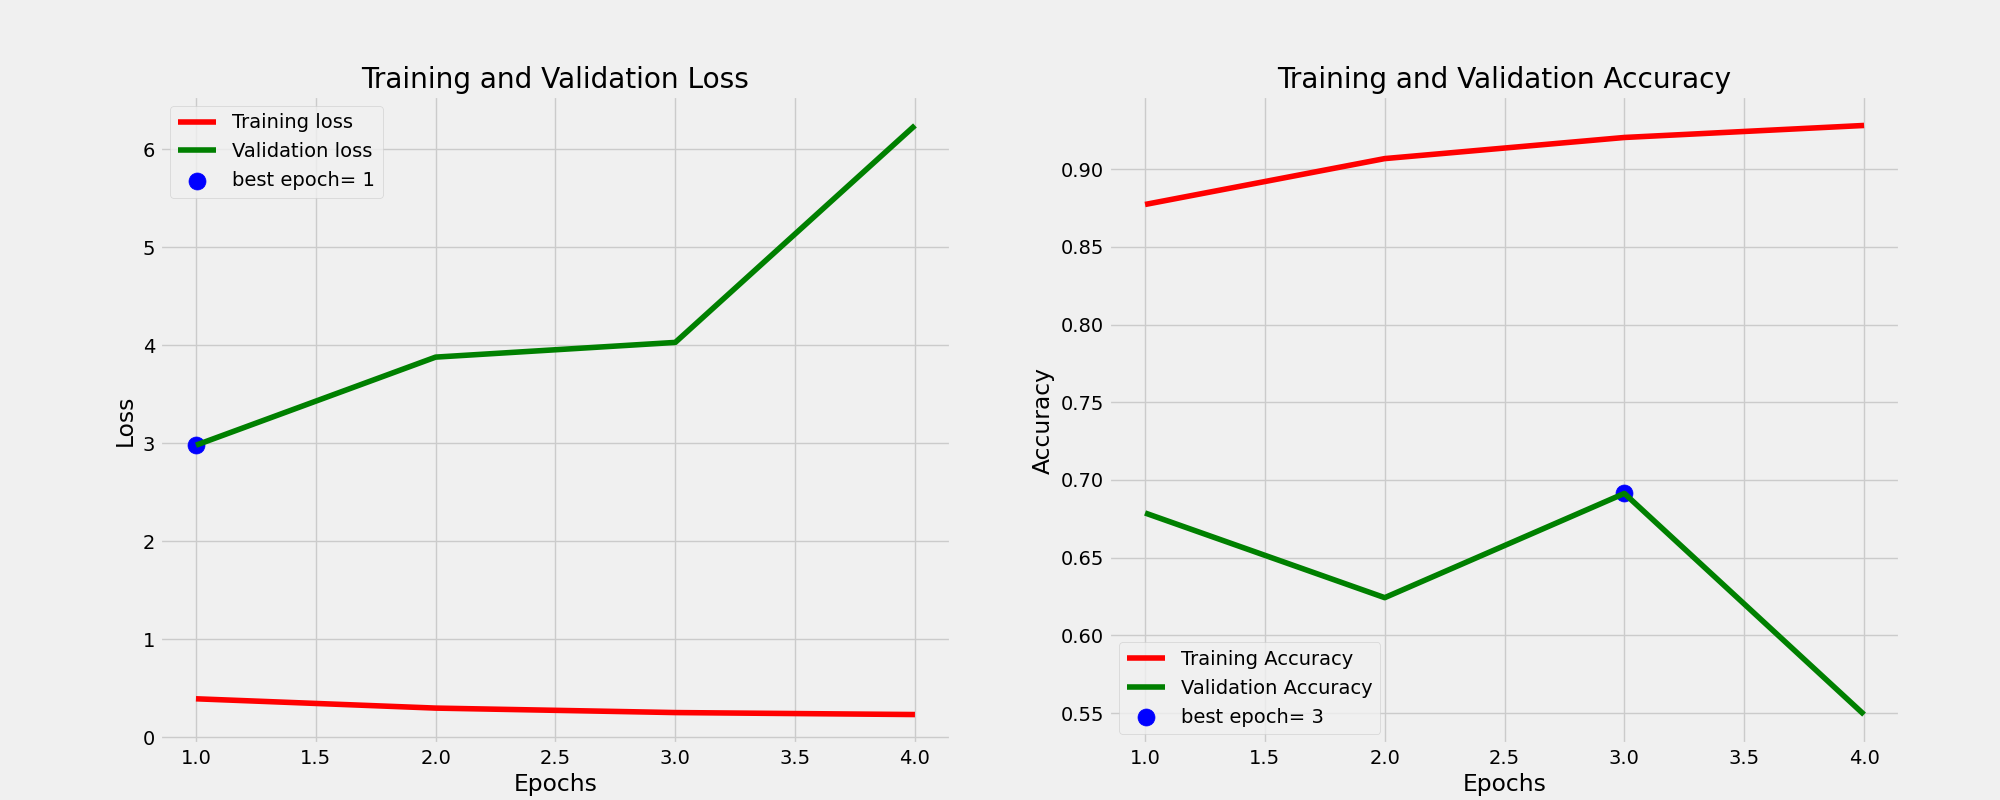 Training and Validation Loss
Training loss
Validation loss
best epoch= 1
6
5
4
3
2
1
0
Loss
1.0 1.5 2.0 2.5 3.0 3.5 4.0
Epochs
Training and Validation Accuracy
0.90
0.85
0.80
0.75
0.70
0.65
0.60
0.55
Accuracy
Training Accuracy
Validation Accuracy
best epoch= 3
1.0 1.5 2.0 2.5 3.0 3.5 4.0
Epochs